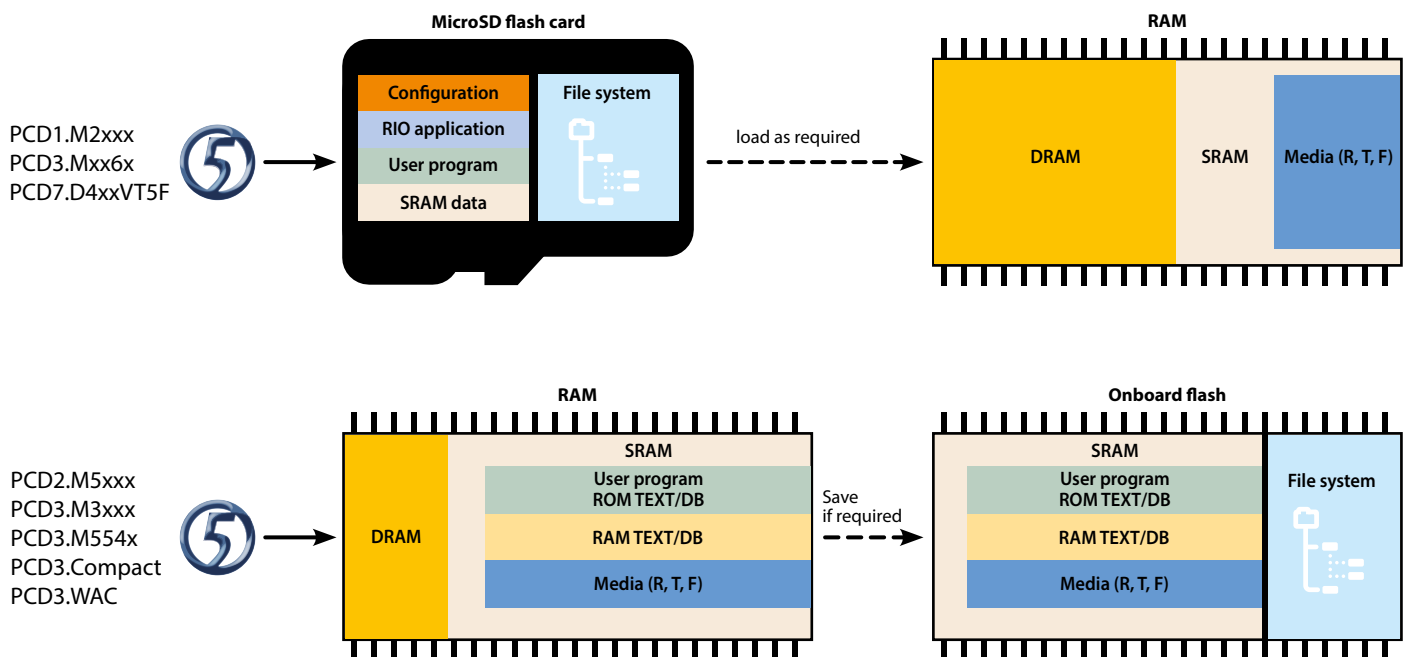 MicroSD flash card
RAM
PCD1.M2xxx
PCD3.Mxx6x
PCD7.D4xxVT5F
5
Configuration
RIO application
User program
SRAM data
File system
load as required
DRAM
SRAM
Media (R, T, F)
RAM
Onboard flash
PCD2.M5xxx
PCD3.M3xxx
PCD3.M554x
PCD3.Compact
PCD3.WAC
5
DRAM
SRAM
User program
ROM TEXT/DB
RAM TEXT/DB
Media (R, T, F)
Save
if required
SRAM
User program
ROM TEXT/DB
RAM TEXT/DB
Media (R, T, F)
File system